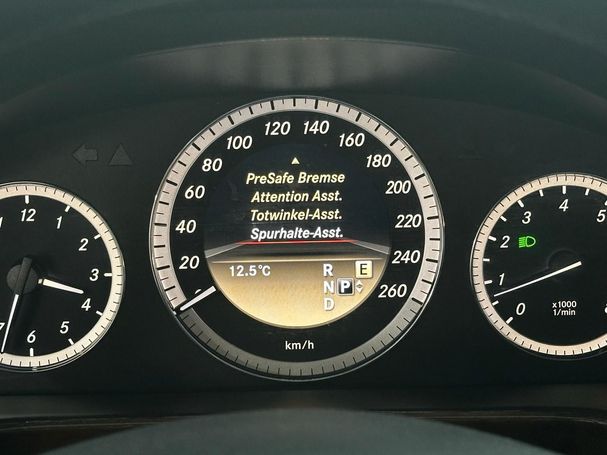 12
1
2
3
4
5
6
7
0
20
40
60
80
100
120
140
160
180
200
220
240
260
PreSafe Bremse
Attention Asst.
Totwinkel-Asst.
Spurhalte-Asst.
12.5°C
R E
N P
D
km/h
0
1
2
3
4
5
x1000
1/min